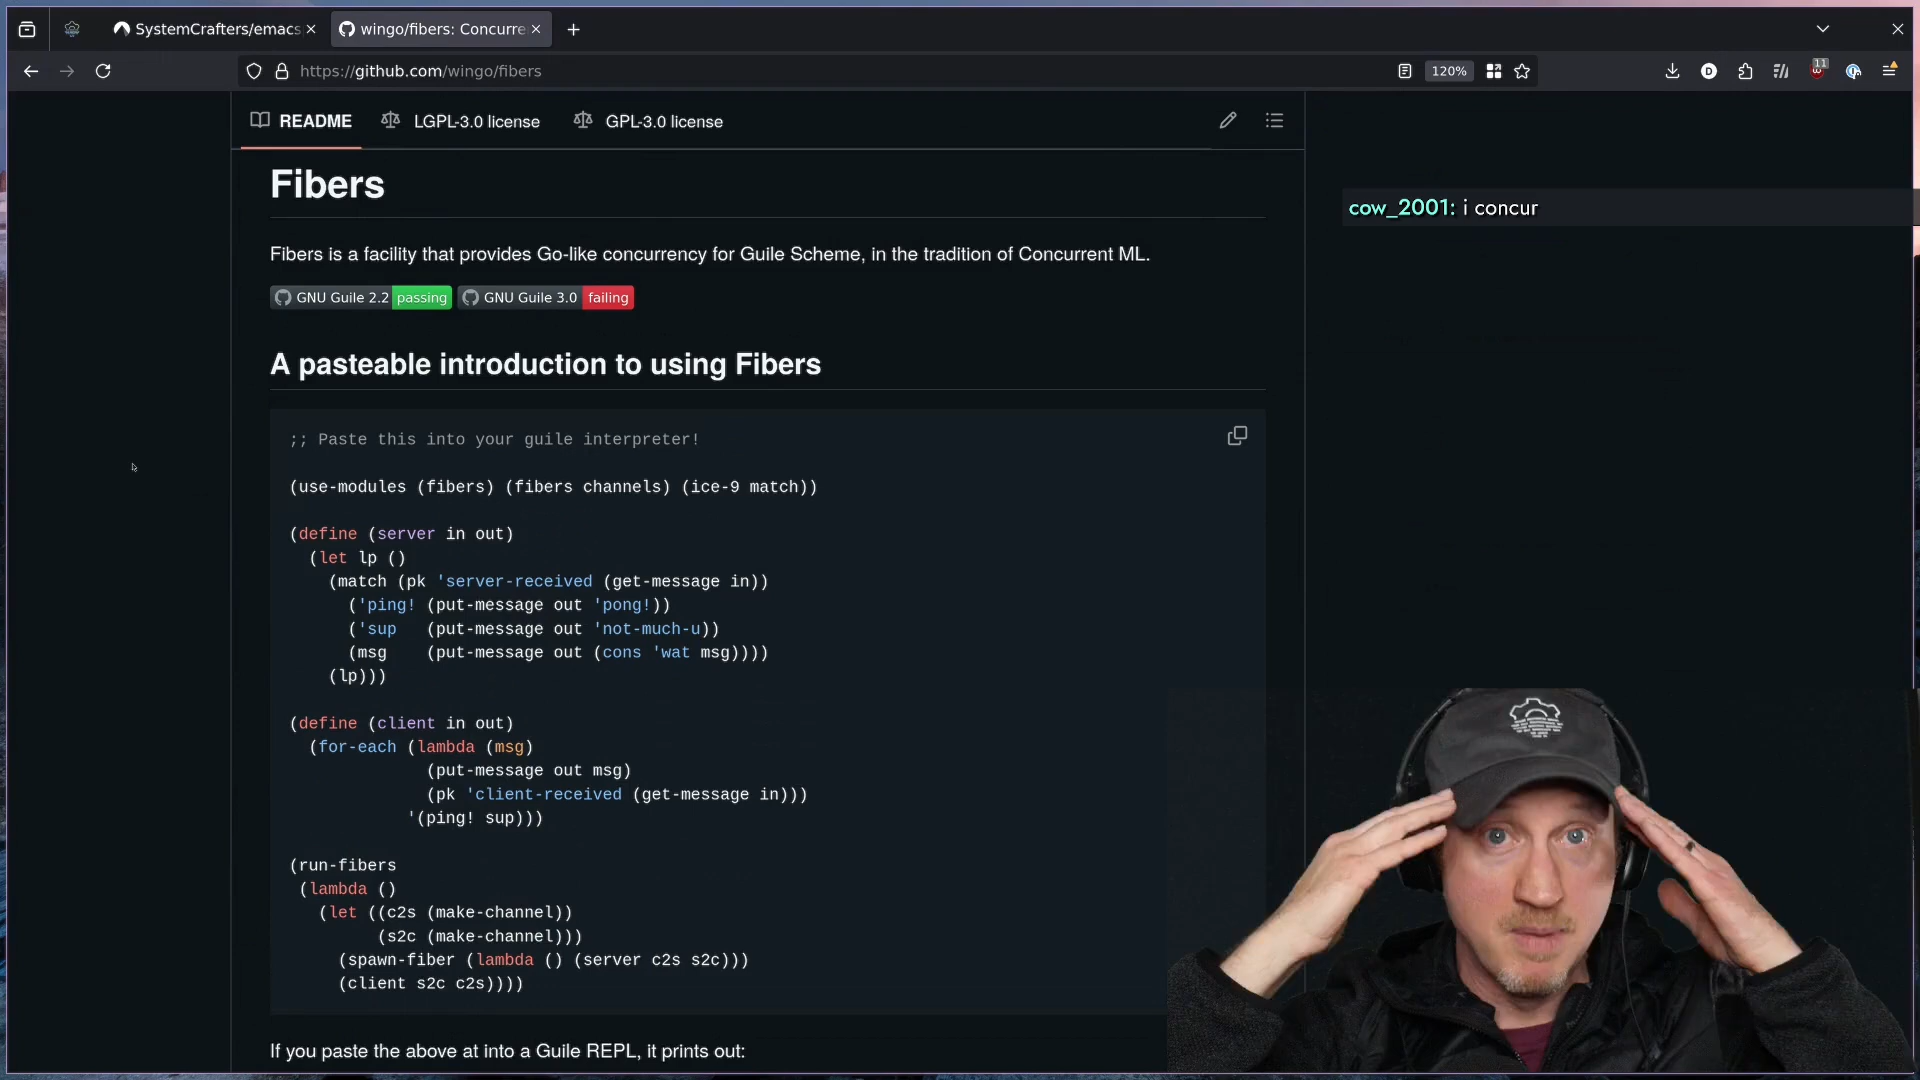 SystemCrafters/emacs
wingo/fibers: Concurre
https://github.com/wingo/fibers
120%
11
README
LGPL-3.0 license
GPL-3.0 license
Fibers
Fibers is a facility that provides Go-like concurrency for Guile Scheme, in the tradition of Concurrent ML.
GNU Guile 2.2 passing GNU Guile 3.0 failing
A pasteable introduction to using Fibers
;; Paste this into your guile interpreter!
(use-modules (fibers) (fibers channels) (ice-9 match))
(define (server in out)
(let lp ()
(match (pk 'server-received (get-message in))
('ping! (put-message out 'pong!))
('sup (put-message out 'not-much-u))
(msg (put-message out (cons 'wat msg))))
(lp)))
(define (client in out)
(for-each (lambda (msg)
(put-message out msg)
(pk 'client-received (get-message in)))
'(ping! sup)))
(run-fibers
(lambda ()
(let ((c2s (make-channel))
(s2c (make-channel)))
(spawn-fiber (lambda () (server c2s s2c)))
(client s2c c2s))))
If you paste the above at into a Guile REPL, it prints out:
cow_2001: i concur